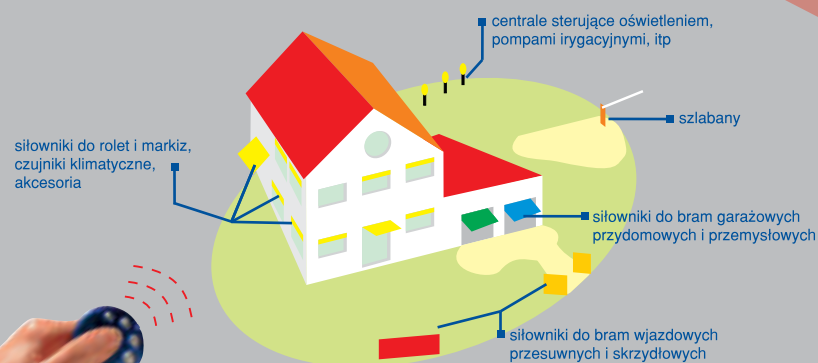 centrale sterujące oświetleniem,
pompami irygacyjnymi, itp
szlabany
siłowniki do rolet i markiz,
czujniki klimatyczne,
akcesoria
siłowniki do bram garażowych
przydomowych i przemysłowych
siłowniki do bram wjazdowych
przesuwnych i skrzydłowych